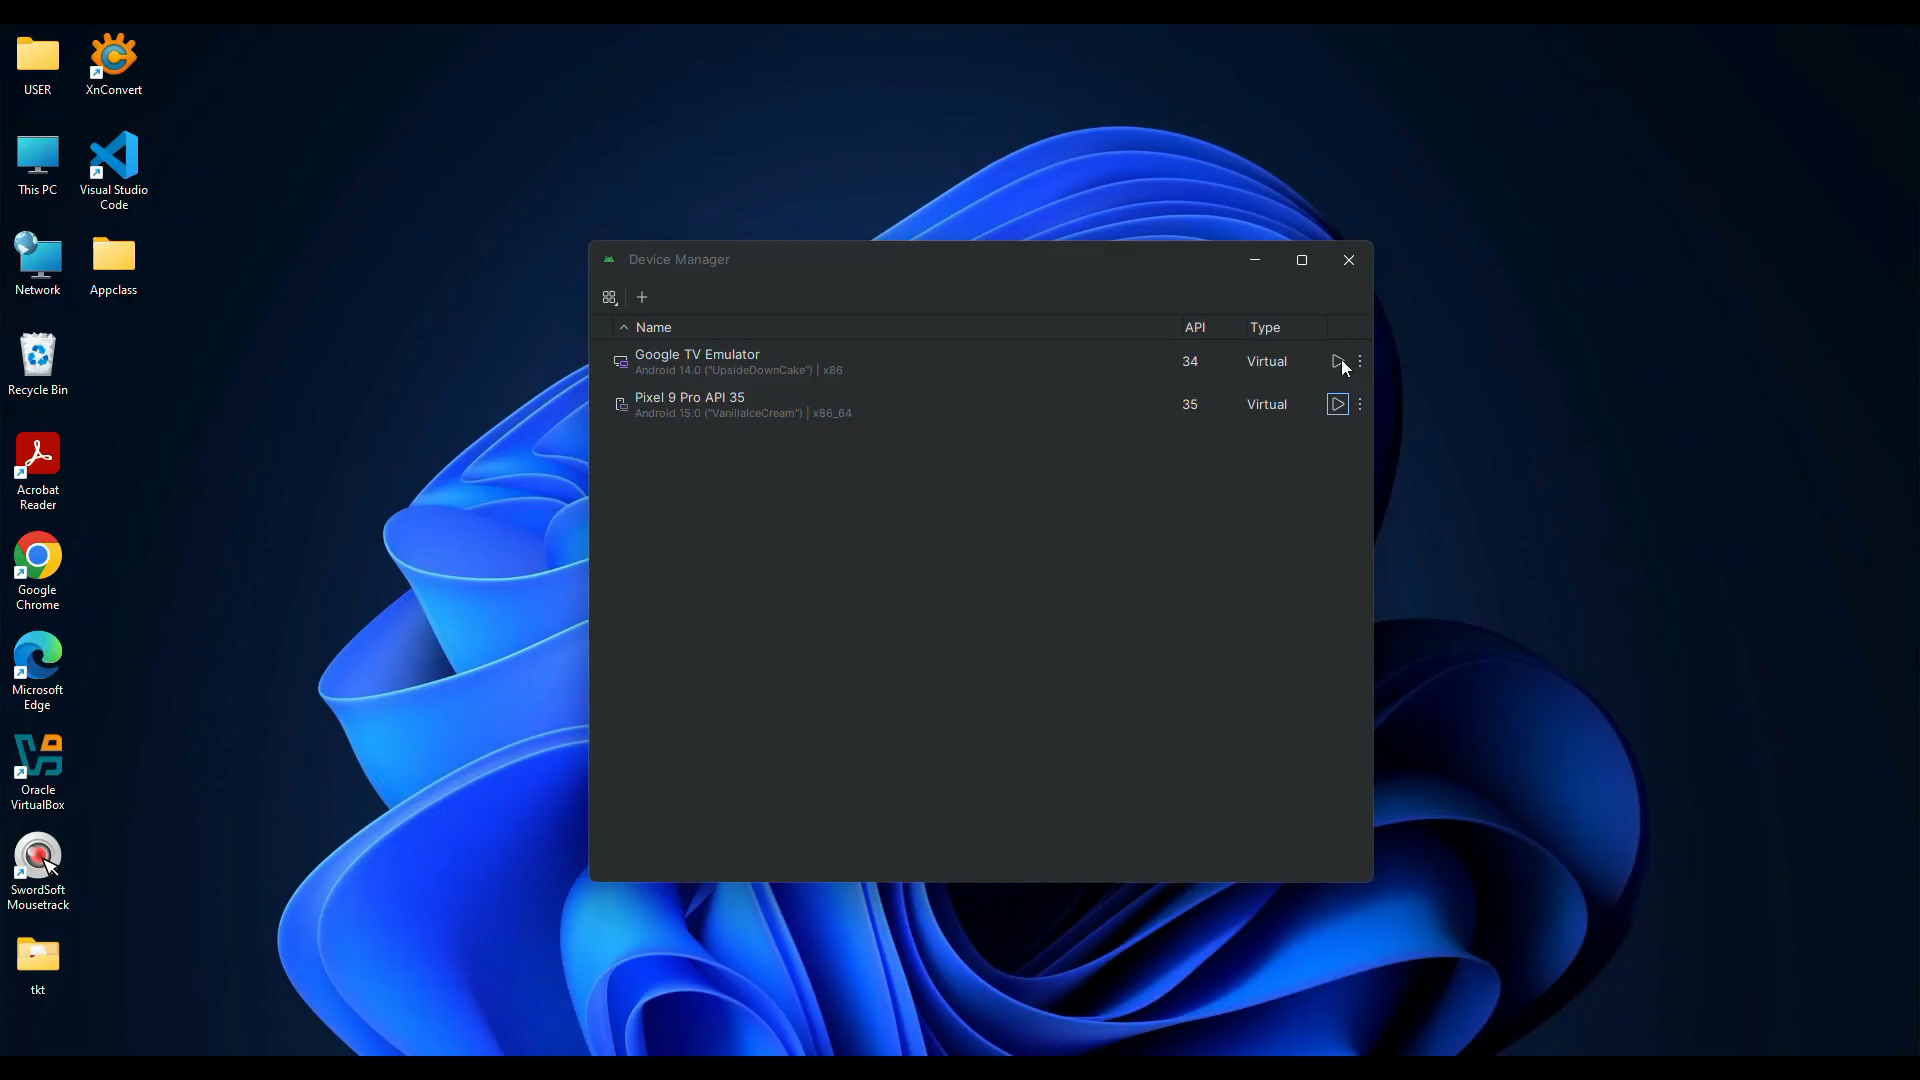 USER
XnConvert
This PC
Visual Studio
Code
Network
Appclass
Recycle Bin
Acrobat
Reader
Google
Chrome
Microsoft
Edge
Oracle
VirtualBox
SwordSoft
Mousetrack
tkt
Device Manager
Name API Type
Google TV Emulator
Android 14.0 ("UpsideDownCake") | x86
34 Virtual
Pixel 9 Pro API 35
Android 15.0 ("VanillaIceCream") | x86_64
35 Virtual